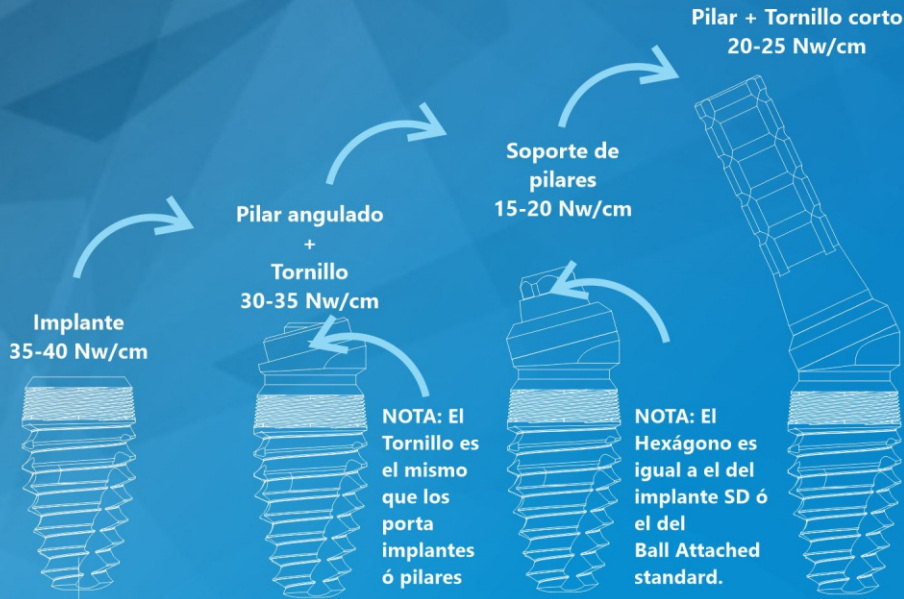 Implante
35-40 Nw/cm
Pilar angulado
+
Tornillo
30-35 Nw/cm
NOTA: El
Tornillo es
el mismo
que los
porta
implantes
ó pilares
Soporte de
pilares
15-20 Nw/cm
NOTA: El
Hexágono es
igual a el del
implante SD ó
el del
Ball Attached
standard.
Pilar + Tornillo corto
20-25 Nw/cm